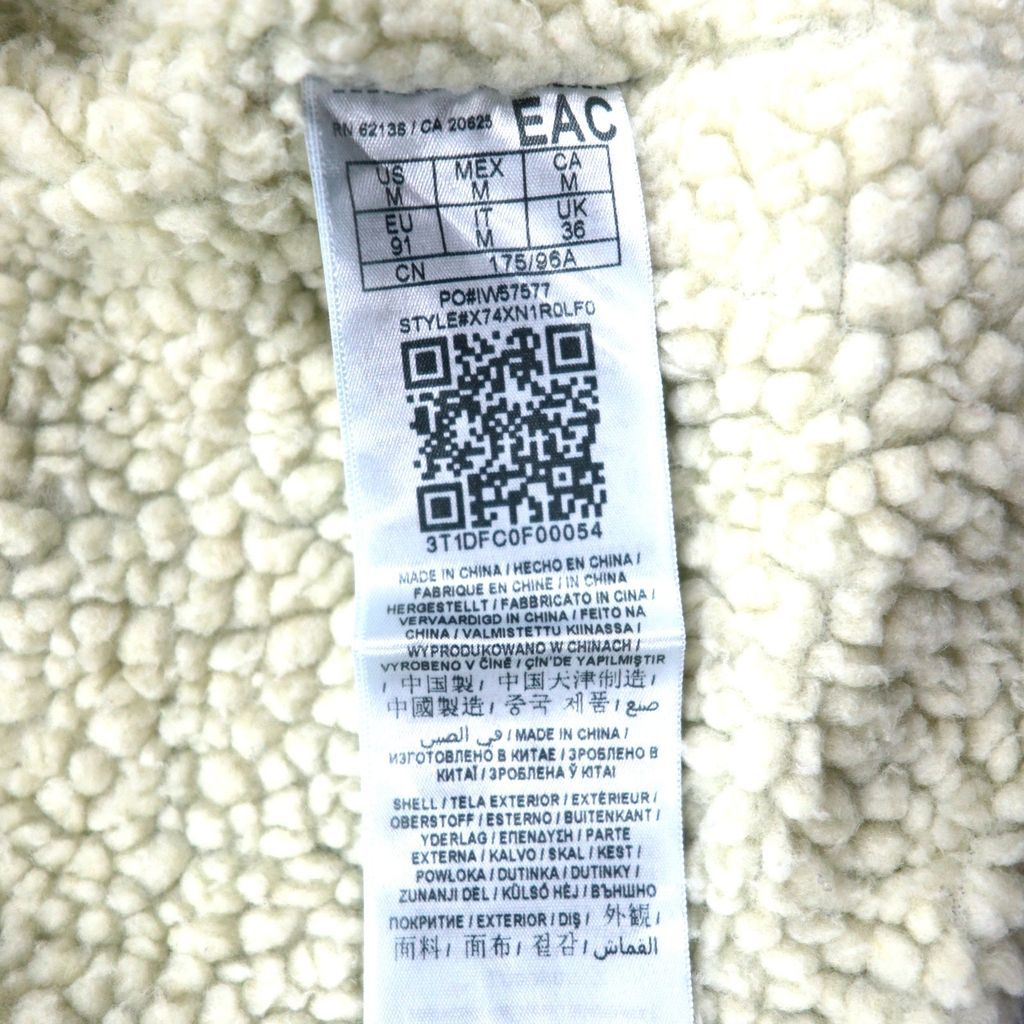 RN 62136 / CA 20625
EAC
US MEX CA
M M M
EU IT UK
91 M 36
CN 175/96A
PO#IW57577
STYLE#X74XN1R0LF0
3T1DFC0F00054
MADE IN CHINA / HECHO EN CHINA /
FABRIQUE EN CHINE / IN CHINA
HERGESTELLT / FABBRICATO IN CINA /
VERVAARDIGD IN CHINA / FEITO NA
CHINA / VALMISTETTU KIINASSA /
WYPRODUKOWANO W CHINACH /
VYROBENO V ČÍNĚ / ÇİN'DE YAPILMIŞTIR
/ 中国製 / 中国天津制造 /
中國製造 / 중국 제품 / صنع
في الصين / MADE IN CHINA /
ИЗГОТОВЛЕНО В КИТАЕ / ЗРОБЛЕНО В
КИТАЇ / ЗРОБЛЕНА Ў КІТАІ
SHELL / TELA EXTERIOR / EXTÉRIEUR /
OBERSTOFF / ESTERNO / BUITENKANT /
YDERLAG / ΕΠΕΝΔΥΣΗ / PARTE
EXTERNA / KALVO / SKAL / KEST /
POWŁOKA / DUTINKA / DUTINKY /
ZUNANJI DEL / KÜLSŐ HÉJ / ВЪНШНО
ПОКРИТИЕ / EXTERIOR / DIŞ / 外観 /
面料 / 面布 / 겉감 / القماش